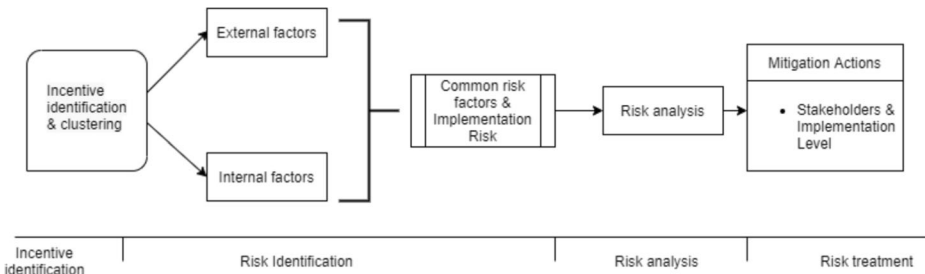 External factors
Incentive
identification
& clustering
Internal factors
Common risk
factors &
Implementation
Risk
Risk analysis
Mitigation Actions
• Stakeholders &
Implementation
Level
Incentive
identification
Risk Identification
Risk analysis
Risk treatment